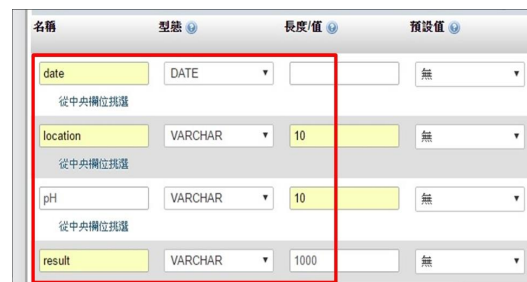 名稱 型態 長度/值 預設值
date DATE 無
從中央欄位挑選
location VARCHAR 10 無
從中央欄位挑選
pH VARCHAR 10 無
從中央欄位挑選
result VARCHAR 1000 無